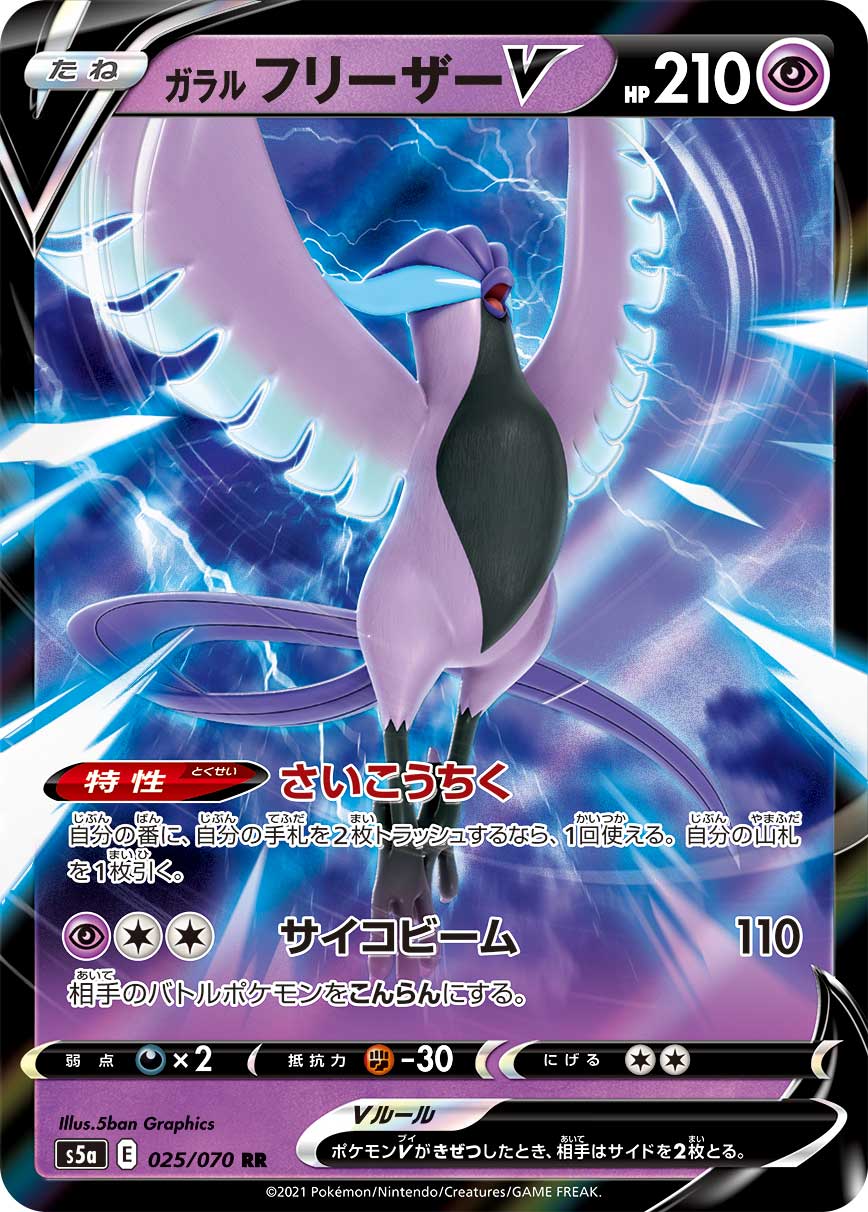 たね
ガラル フリーザーV HP 210
特性 とくせい さいこうちく
自分の番に、自分の手札を2枚トラッシュするなら、1回使える。自分の山札
を1枚引く。
サイコビーム 110
相手のバトルポケモンをこんらんにする。
弱点 ×2 抵抗力 -30 にげる
Illus.5ban Graphics
Vルール
ポケモンVがきぜつしたとき、相手はサイドを2枚とる。
s5a E 025/070 RR
©2021 Pokémon/Nintendo/Creatures/GAME FREAK.